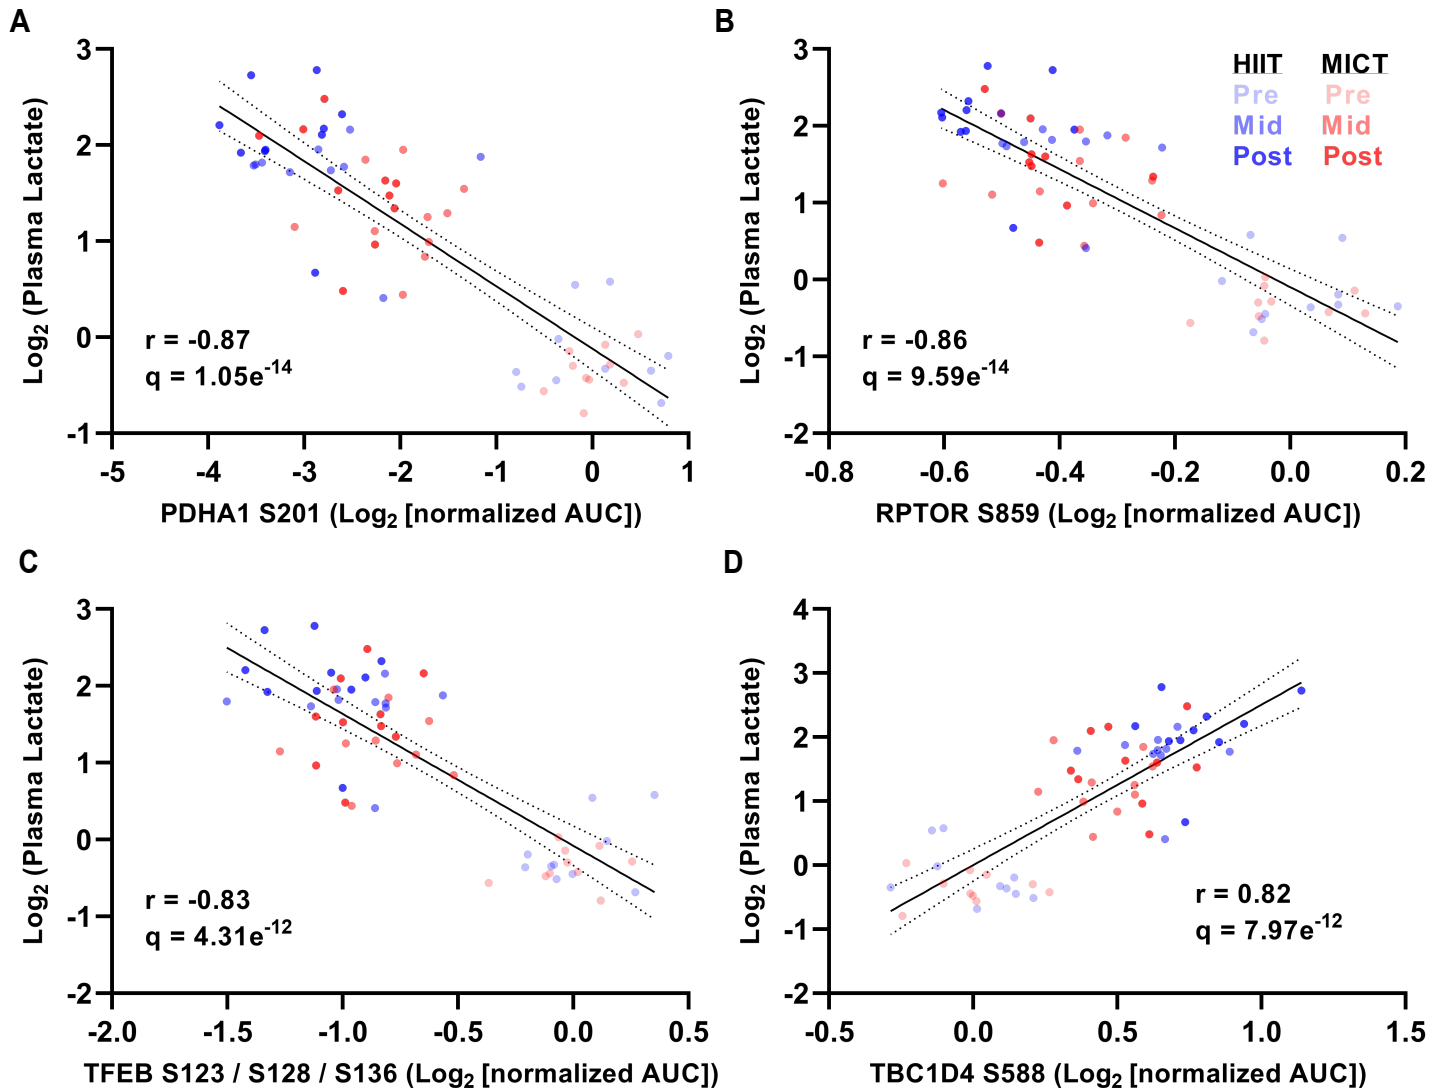 A
3
2
1
0
-1
Log2 (Plasma Lactate)
r = -0.87
q = 1.05e-14
-5 -4 -3 -2 -1 0 1
PDHA1 S201 (Log2 [normalized AUC])
B
3
2
1
0
-1
-2
Log2 (Plasma Lactate)
HIIT MICT
Pre Pre
Mid Mid
Post Post
r = -0.86
q = 9.59e-14
-0.8 -0.6 -0.4 -0.2 0.0 0.2
RPTOR S859 (Log2 [normalized AUC])
C
3
2
1
0
-1
-2
Log2 (Plasma Lactate)
r = -0.83
q = 4.31e-12
-2.0 -1.5 -1.0 -0.5 0.0 0.5
TFEB S123 / S128 / S136 (Log2 [normalized AUC])
D
4
3
2
1
0
-1
-2
Log2 (Plasma Lactate)
r = 0.82
q = 7.97e-12
-0.5 0.0 0.5 1.0 1.5
TBC1D4 S588 (Log2 [normalized AUC])